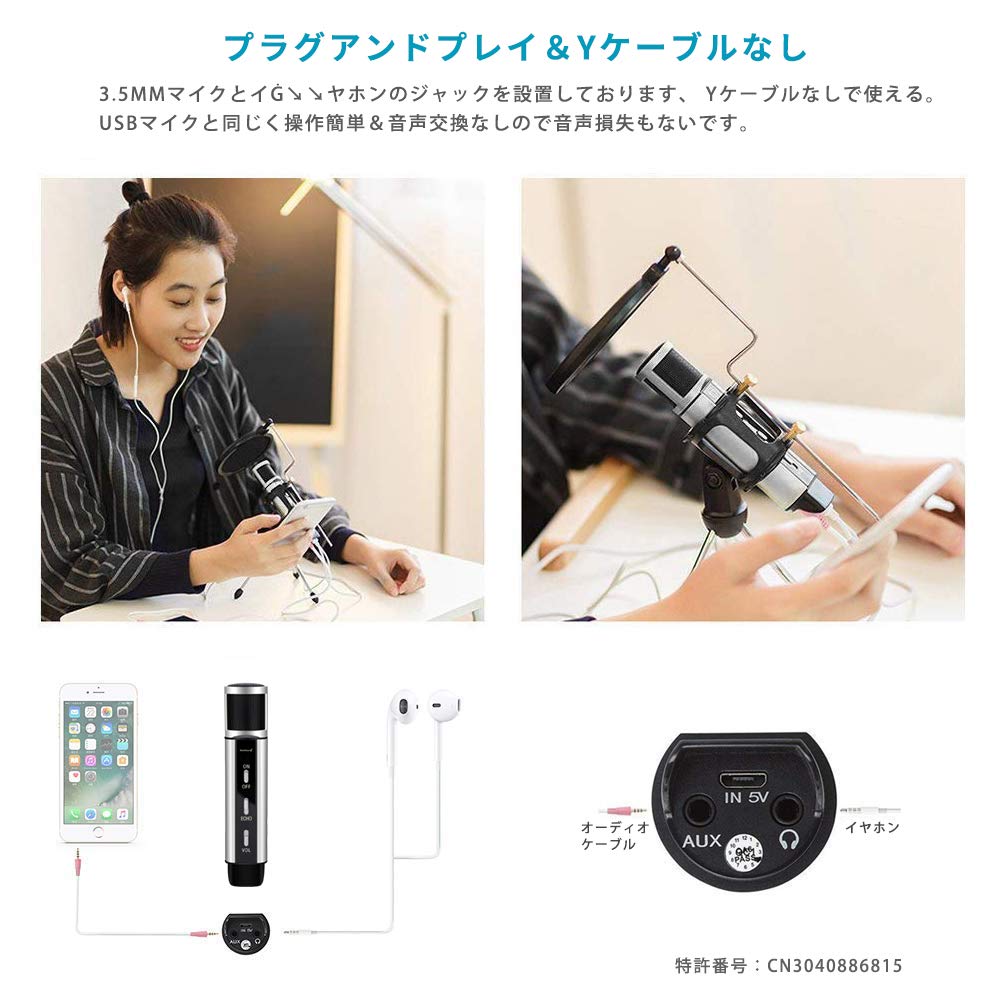 プラグアンドプレイ＆Yケーブルなし
3.5MMマイクとイĠ↘↘ヤホンのジャックを設置しております、 Yケーブルなしで使える。
USBマイクと同じく操作簡単＆音声交換なしので音声損失もないです。
ON
OFF
ECHO
VOL
AUX
IN 5V
AUX
QC1
PASS
オーディオ
ケーブル
イヤホン
特許番号：CN3040886815